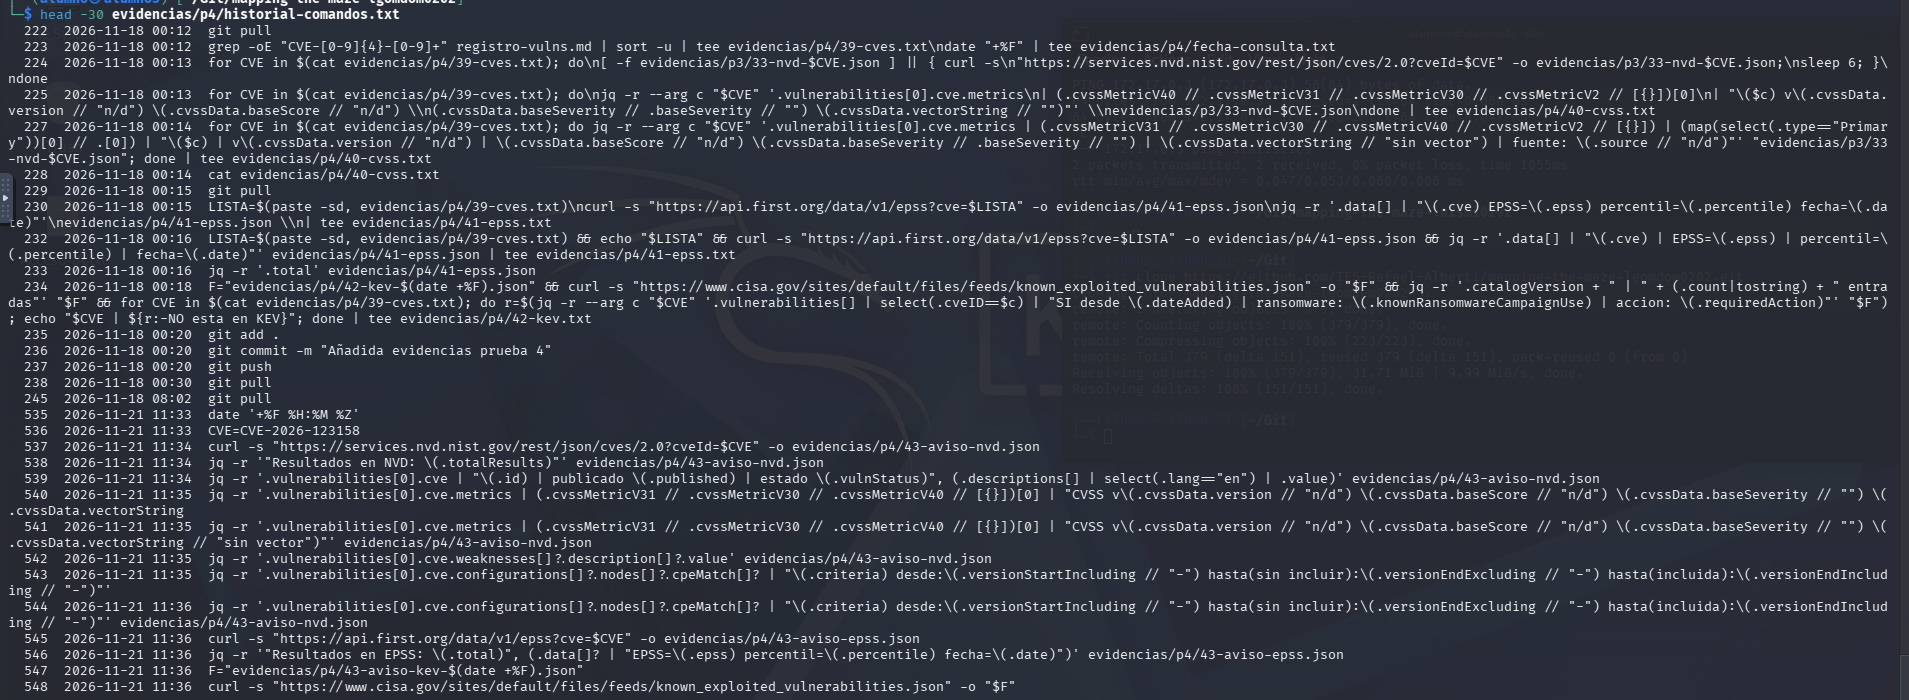 └─$ head -30 evidencias/p4/historial-comandos.txt
222  2026-11-18 00:12  git pull
223  2026-11-18 00:12  grep -oE "CVE-[0-9]{4}-[0-9]+" registro-vulns.md | sort -u | tee evidencias/p4/39-cves.txt\ndate "+%F" | tee evidencias/p4/fecha-consulta.txt
224  2026-11-18 00:13  for CVE in $(cat evidencias/p4/39-cves.txt); do\n[ -f evidencias/p3/33-nvd-$CVE.json ] || { curl -s\n"https://services.nvd.nist.gov/rest/json/cves/2.0?cveId=$CVE" -o evidencias/p3/33-nvd-$CVE.json;\nsleep 6; }\
ndone
225  2026-11-18 00:13  for CVE in $(cat evidencias/p4/39-cves.txt); do\njq -r --arg c "$CVE" '.vulnerabilities[0].cve.metrics\n| (.cvssMetricV40 // .cvssMetricV31 // .cvssMetricV30 // .cvssMetricV2 // [{}])[0]\n| "\($c) v\(.cvssData.
version // "n/d") \(.cvssData.baseScore // "n/d") \\n(.cvssData.baseSeverity // .baseSeverity // "") \(.cvssData.vectorString // "")"' \\nevidencias/p3/33-nvd-$CVE.json\ndone | tee evidencias/p4/40-cvss.txt
227  2026-11-18 00:14  for CVE in $(cat evidencias/p4/39-cves.txt); do jq -r --arg c "$CVE" '.vulnerabilities[0].cve.metrics | (.cvssMetricV31 // .cvssMetricV30 // .cvssMetricV40 // .cvssMetricV2 // [{}]) | (map(select(.type=="Primar
y"))[0] // .[0]) | "\($c) | v\(.cvssData.version // "n/d") | \(.cvssData.baseScore // "n/d") \(.cvssData.baseSeverity // .baseSeverity // "") | \(.cvssData.vectorString // "sin vector") | fuente: \(.source // "n/d")"' "evidencias/p3/33
-nvd-$CVE.json"; done | tee evidencias/p4/40-cvss.txt
228  2026-11-18 00:14  cat evidencias/p4/40-cvss.txt
229  2026-11-18 00:15  git pull
230  2026-11-18 00:15  LISTA=$(paste -sd, evidencias/p4/39-cves.txt)\ncurl -s "https://api.first.org/data/v1/epss?cve=$LISTA" -o evidencias/p4/41-epss.json\njq -r '.data[] | "\(.cve) EPSS=\(.epss) percentil=\(.percentile) fecha=\(.da
te)"'\nevidencias/p4/41-epss.json \\n| tee evidencias/p4/41-epss.txt
232  2026-11-18 00:16  LISTA=$(paste -sd, evidencias/p4/39-cves.txt) && echo "$LISTA" && curl -s "https://api.first.org/data/v1/epss?cve=$LISTA" -o evidencias/p4/41-epss.json && jq -r '.data[] | "\(.cve) | EPSS=\(.epss) | percentil=\
(.percentile) | fecha=\(.date)"' evidencias/p4/41-epss.json | tee evidencias/p4/41-epss.txt
233  2026-11-18 00:16  jq -r '.total' evidencias/p4/41-epss.json
234  2026-11-18 00:18  F="evidencias/p4/42-kev-$(date +%F).json" && curl -s "https://www.cisa.gov/sites/default/files/feeds/known_exploited_vulnerabilities.json" -o "$F" && jq -r '.catalogVersion + " | " + (.count|tostring) + " entra
das"' "$F" && for CVE in $(cat evidencias/p4/39-cves.txt); do r=$(jq -r --arg c "$CVE" '.vulnerabilities[] | select(.cveID==$c) | "SI desde \(.dateAdded) | ransomware: \(.knownRansomwareCampaignUse) | accion: \(.requiredAction)"' "$F")
; echo "$CVE | ${r:-NO esta en KEV}"; done | tee evidencias/p4/42-kev.txt
235  2026-11-18 00:20  git add .
236  2026-11-18 00:20  git commit -m "Añadida evidencias prueba 4"
237  2026-11-18 00:20  git push
238  2026-11-18 00:30  git pull
245  2026-11-18 08:02  git pull
535  2026-11-21 11:33  date '+%F %H:%M %Z'
536  2026-11-21 11:33  CVE=CVE-2026-123158
537  2026-11-21 11:34  curl -s "https://services.nvd.nist.gov/rest/json/cves/2.0?cveId=$CVE" -o evidencias/p4/43-aviso-nvd.json
538  2026-11-21 11:34  jq -r '"Resultados en NVD: \(.totalResults)"' evidencias/p4/43-aviso-nvd.json
539  2026-11-21 11:34  jq -r '.vulnerabilities[0].cve | "\(.id) | publicado \(.published) | estado \(.vulnStatus)", (.descriptions[] | select(.lang=="en") | .value)' evidencias/p4/43-aviso-nvd.json
540  2026-11-21 11:35  jq -r '.vulnerabilities[0].cve.metrics | (.cvssMetricV31 // .cvssMetricV30 // .cvssMetricV40 // [{}])[0] | "CVSS v\(.cvssData.version // "n/d") \(.cvssData.baseScore // "n/d") \(.cvssData.baseSeverity // "") \(
.cvssData.vectorString
541  2026-11-21 11:35  jq -r '.vulnerabilities[0].cve.metrics | (.cvssMetricV31 // .cvssMetricV30 // .cvssMetricV40 // [{}])[0] | "CVSS v\(.cvssData.version // "n/d") \(.cvssData.baseScore // "n/d") \(.cvssData.baseSeverity // "") \(
.cvssData.vectorString // "sin vector")"' evidencias/p4/43-aviso-nvd.json
542  2026-11-21 11:35  jq -r '.vulnerabilities[0].cve.weaknesses[]?.description[]?.value' evidencias/p4/43-aviso-nvd.json
543  2026-11-21 11:35  jq -r '.vulnerabilities[0].cve.configurations[]?.nodes[]?.cpeMatch[]? | "\(.criteria) desde:\(.versionStartIncluding // "-") hasta(sin incluir):\(.versionEndExcluding // "-") hasta(incluida):\(.versionEndInclud
ing // "-")"'
544  2026-11-21 11:36  jq -r '.vulnerabilities[0].cve.configurations[]?.nodes[]?.cpeMatch[]? | "\(.criteria) desde:\(.versionStartIncluding // "-") hasta(sin incluir):\(.versionEndExcluding // "-") hasta(incluida):\(.versionEndInclud
ing // "-")"' evidencias/p4/43-aviso-nvd.json
545  2026-11-21 11:36  curl -s "https://api.first.org/data/v1/epss?cve=$CVE" -o evidencias/p4/43-aviso-epss.json
546  2026-11-21 11:36  jq -r '"Resultados en EPSS: \(.total)", (.data[]? | "EPSS=\(.epss) percentil=\(.percentile) fecha=\(.date)")' evidencias/p4/43-aviso-epss.json
547  2026-11-21 11:36  F="evidencias/p4/43-aviso-kev-$(date +%F).json"
548  2026-11-21 11:36  curl -s "https://www.cisa.gov/sites/default/files/feeds/known_exploited_vulnerabilities.json" -o "$F"